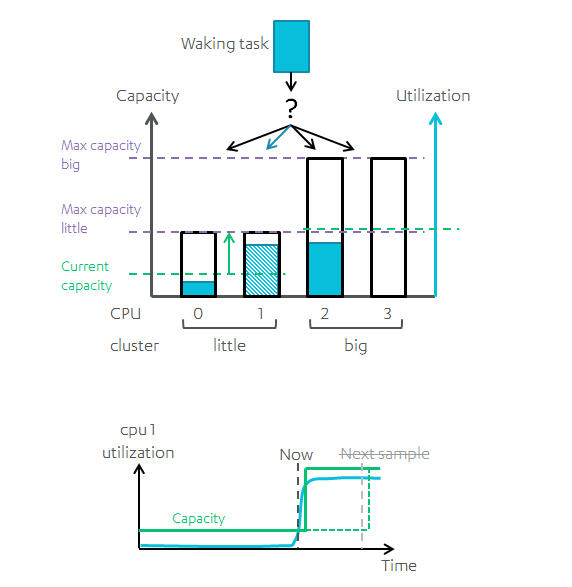 Waking task
?
Capacity
Utilization
Max capacity
big
Max capacity
little
Current
capacity
CPU 0 1 2 3
cluster little big
cpu1
utilization
Now
Next sample
Capacity
Time